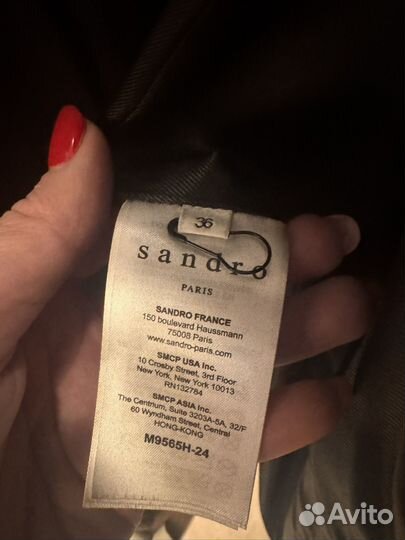 36
sandro
PARIS
SANDRO FRANCE
150 boulevard Haussmann
75008 Paris
www.sandro-paris.com
SMCP USA Inc.
10 Crosby Street, 3rd Floor
New York, New York 10013
RN132784
SMCP ASIA Inc.
The Centrium, Suite 3203A-5A, 32/F
60 Wyndham Street, Central
HONG-KONG
M9565H-24
Avito